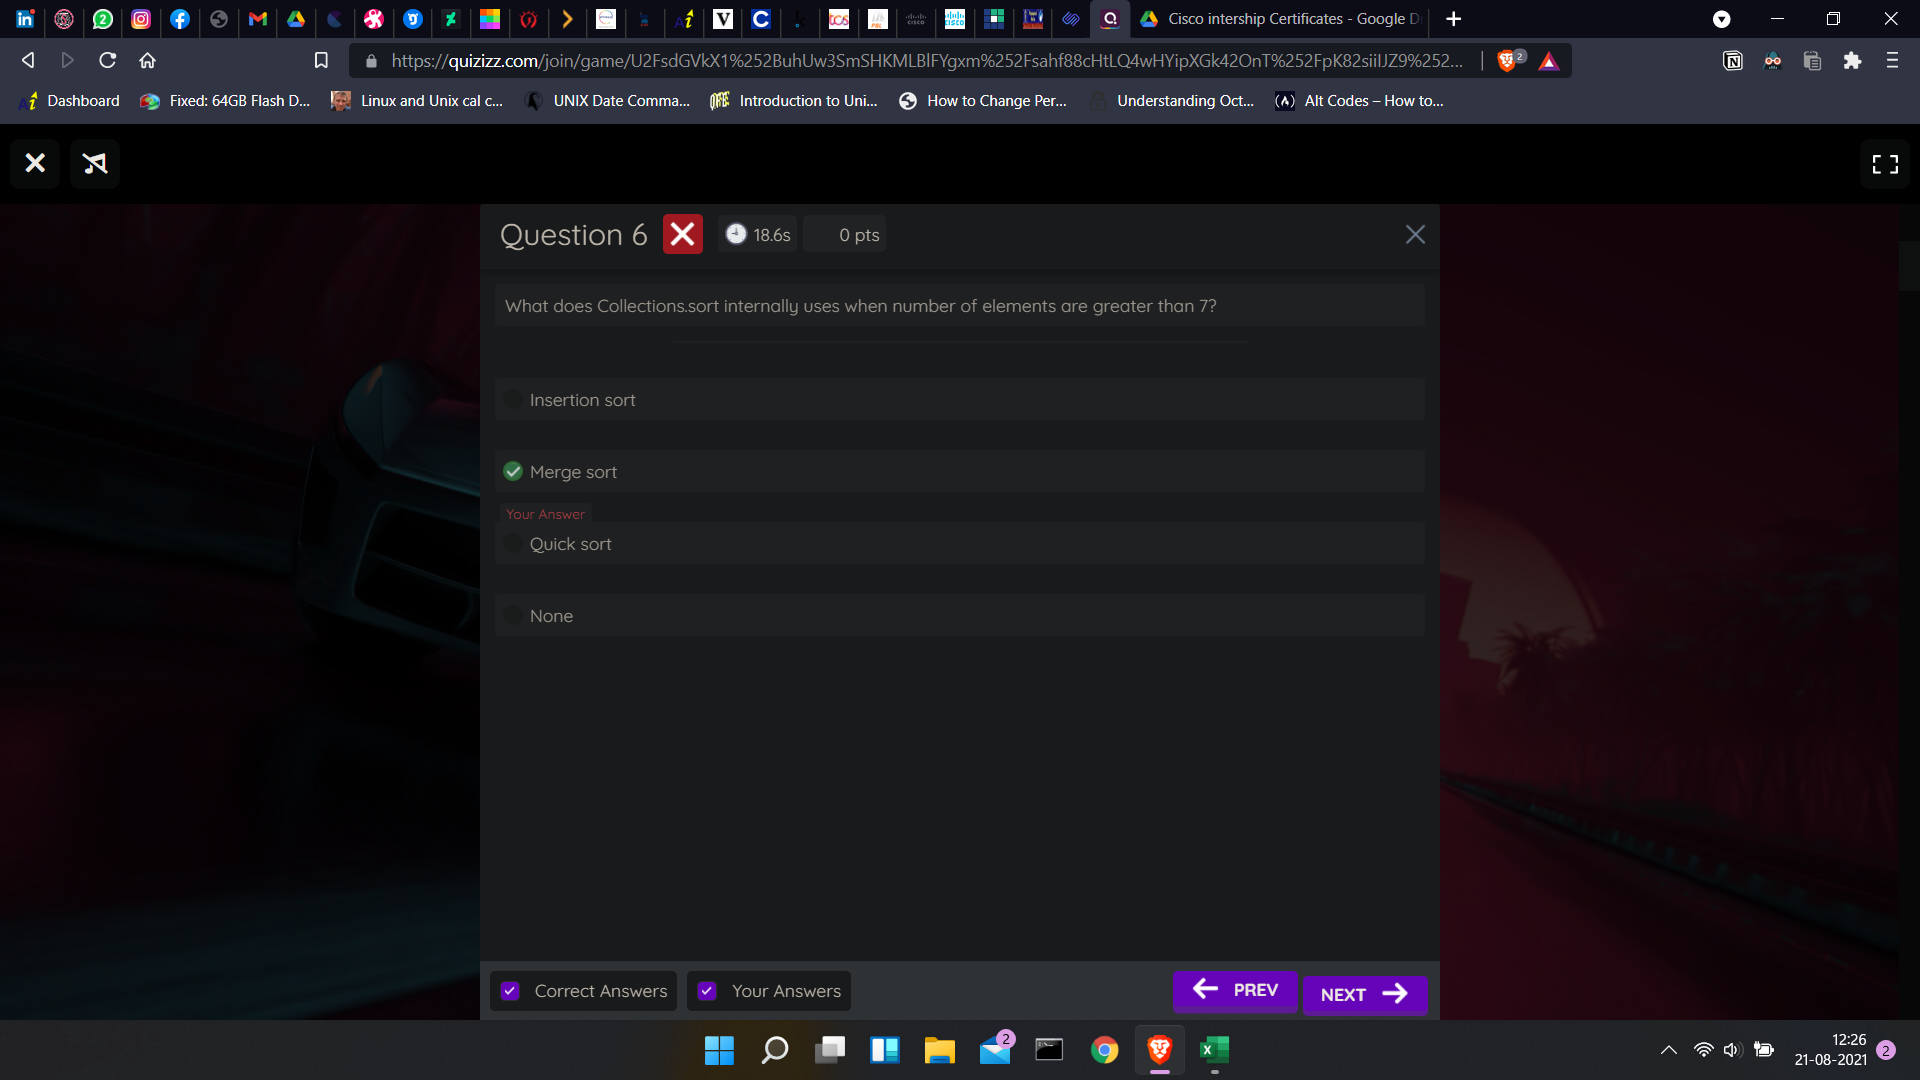 Cisco intership Certificates - Google D
https://quizizz.com/join/game/U2FsdGVkX1%252BuhUw3SmSHKMLBlFYgxm%252Fsahf88cHtLQ4wHYipXGk42OnT%252FpK82siiIJZ9%252...
2
Dashboard
Fixed: 64GB Flash D...
Linux and Unix cal c...
UNIX Date Comma...
Introduction to Uni...
How to Change Per...
Understanding Oct...
Alt Codes – How to...
Question 6
18.6s
0 pts
What does Collections.sort internally uses when number of elements are greater than 7?
Insertion sort
Merge sort
Your Answer
Quick sort
None
Correct Answers
Your Answers
PREV
NEXT
2
12:26
21-08-2021
2